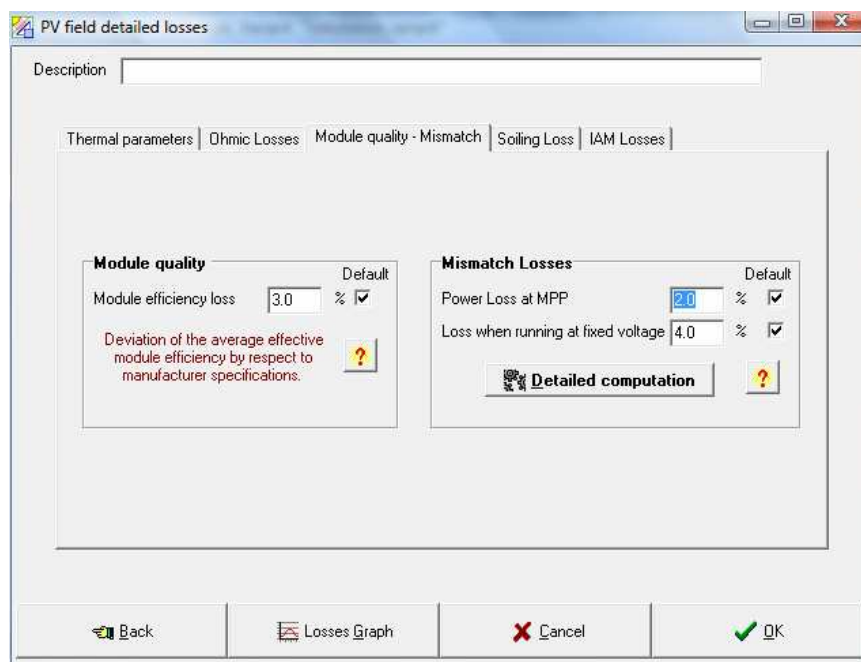 PV field detailed losses
Description
Thermal parameters Ohmic Losses Module quality - Mismatch Soiling Loss IAM Losses
Module quality
Default
Module efficiency loss 3.0 %
Deviation of the average effective
module efficiency by respect to
manufacturer specifications.
?
Mismatch Losses
Default
Power Loss at MPP 2.0 %
Loss when running at fixed voltage 4.0 %
Detailed computation ?
Back Losses Graph Cancel OK